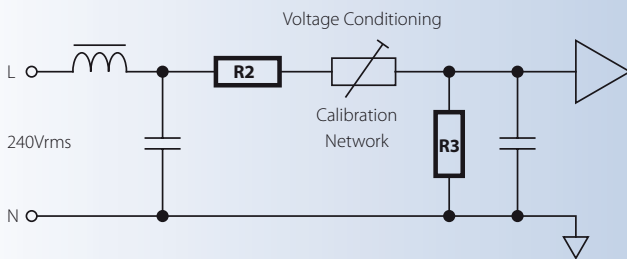 Voltage Conditioning
L
R2
Calibration
Network
240Vrms
R3
N